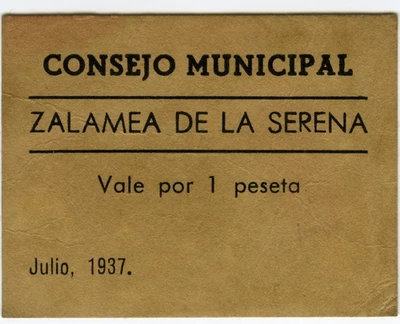 CONSEJO MUNICIPAL
ZALAMEA DE LA SERENA
Vale por 1 peseta
Julio, 1937.